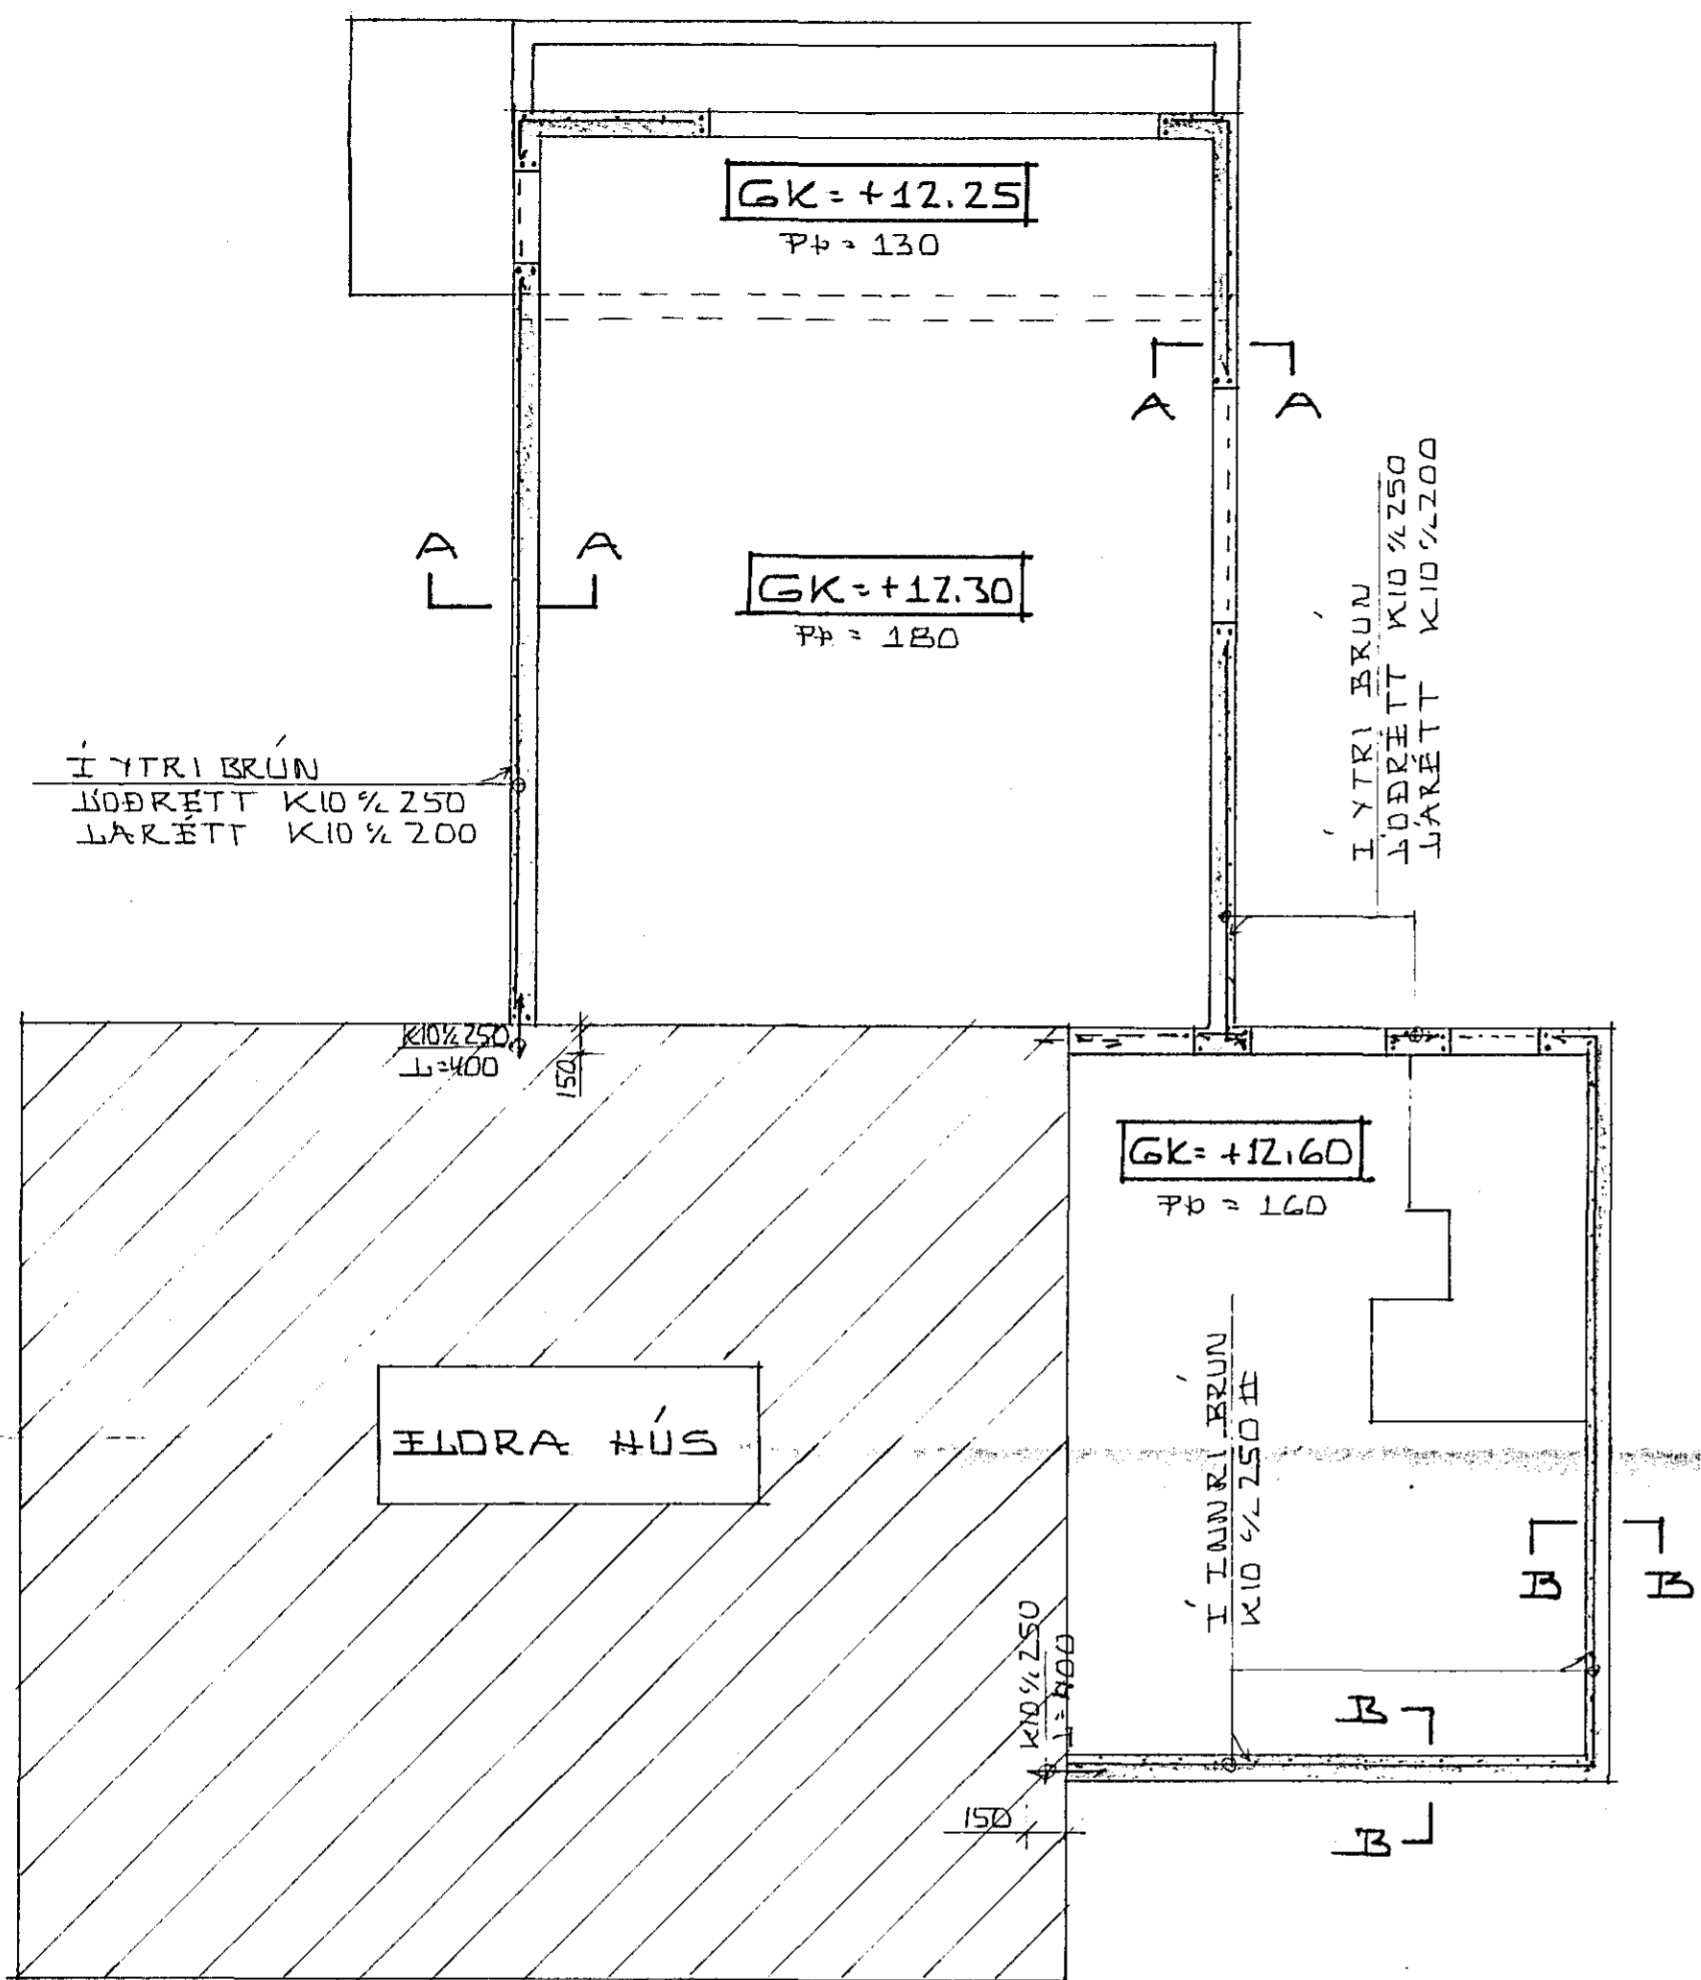 GK = +12.25
Pþ = 130
A A
A A
GK = +12.30
Pþ = 180
Í YTRI BRÚN
LÓÐRÉTT K10 % 250
LÁRÉTT K10 % 200
Í YTRI BRÚN
LÓÐRÉTT K10 % 250
LÁRÉTT K10 % 200
K10 % 250
L=400
150
GK = +12.60
Pþ = 160
ELDRA HÚS
Í INNRI BRÚN
K10 % 250 #
B B
K10 % 250
L=400
B
150
B